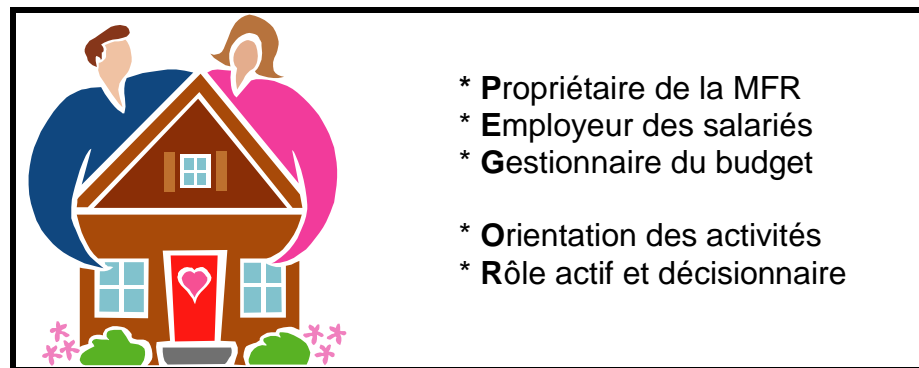 * Propriétaire de la MFR
* Employeur des salariés
* Gestionnaire du budget
* Orientation des activités
* Rôle actif et décisionnaire